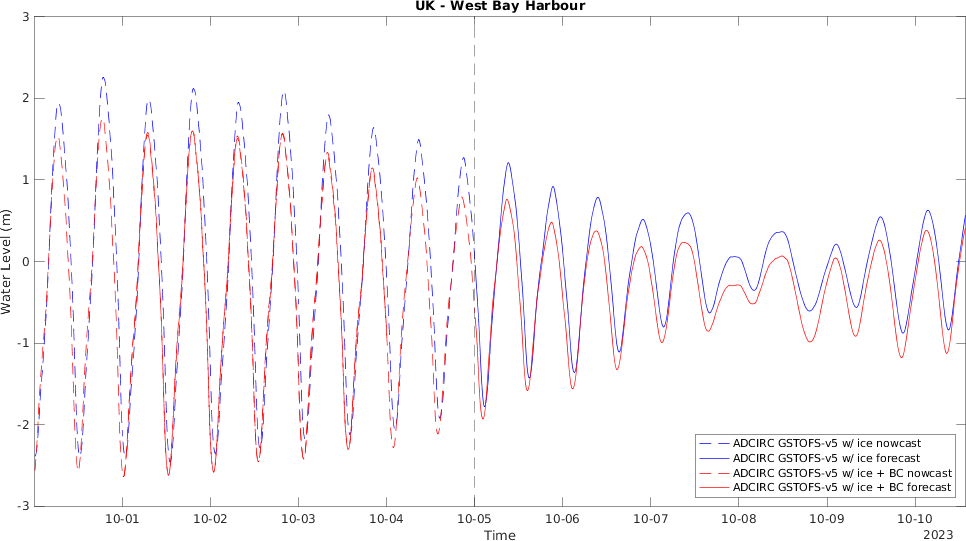 UK - West Bay Harbour
3
2
1
0
-1
-2
-3
Water Level (m)
ADCIRC GSTOFS-v5 w/ ice nowcast
ADCIRC GSTOFS-v5 w/ ice forecast
ADCIRC GSTOFS-v5 w/ ice + BC nowcast
ADCIRC GSTOFS-v5 w/ ice + BC forecast
10-01 10-02 10-03 10-04 10-05 10-06 10-07 10-08 10-09 10-10
Time
2023